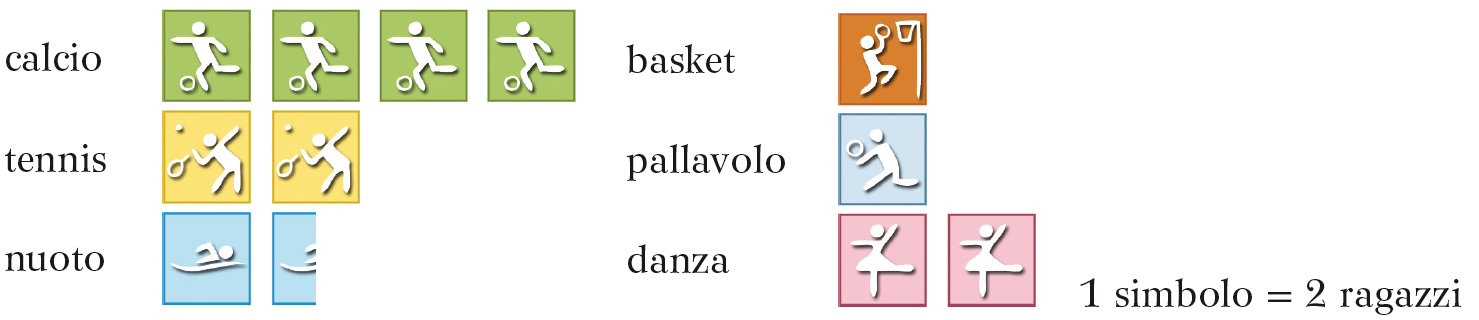 calcio
tennis
nuoto
basket
pallavolo
danza
1 simbolo = 2 ragazzi